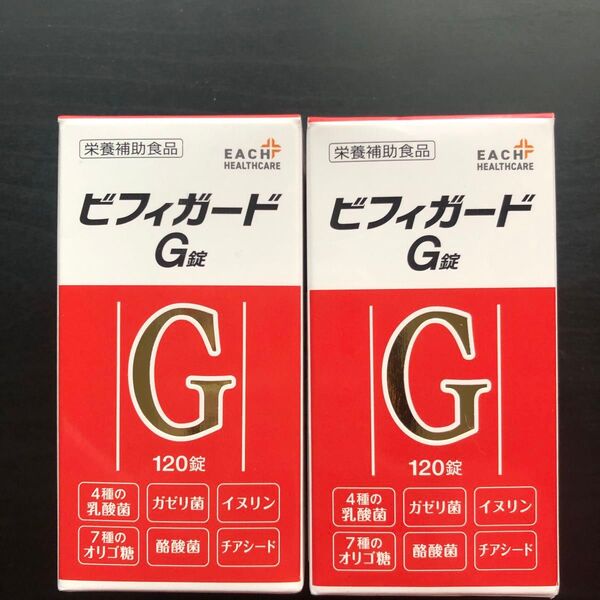 栄養補助食品
EACH
HEALTHCARE
ビフィガード
G錠
G
120錠
4種の
乳酸菌
ガゼリ菌
イヌリン
7種の
オリゴ糖
酪酸菌
チアシード
栄養補助食品
EACH
HEALTHCARE
ビフィガード
G錠
G
120錠
4種の
乳酸菌
ガゼリ菌
イヌリン
7種の
オリゴ糖
酪酸菌
チアシード